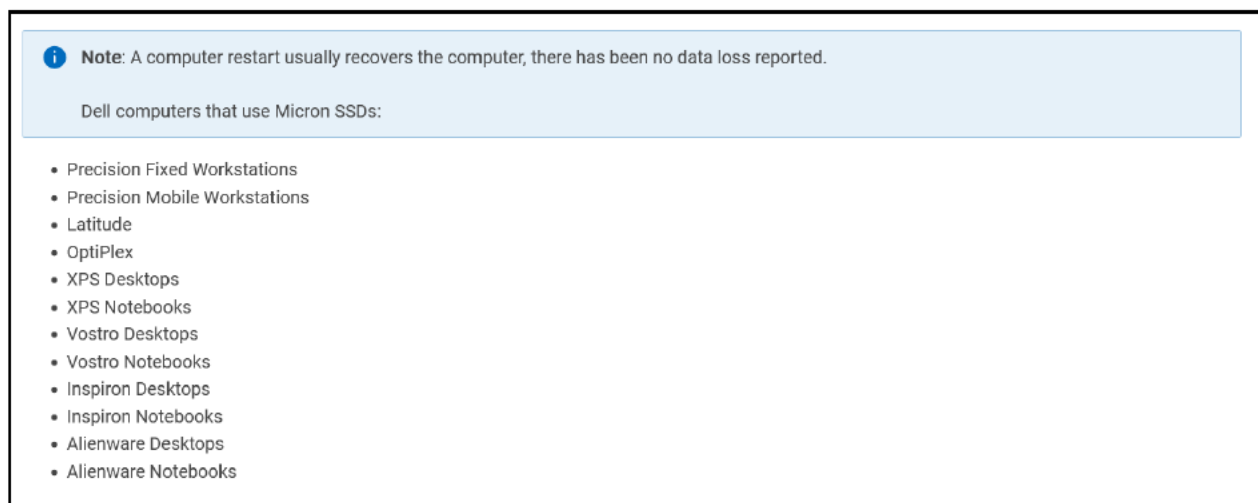 Note: A computer restart usually recovers the computer, there has been no data loss reported.
Dell computers that use Micron SSDs:
• Precision Fixed Workstations
• Precision Mobile Workstations
• Latitude
• OptiPlex
• XPS Desktops
• XPS Notebooks
• Vostro Desktops
• Vostro Notebooks
• Inspiron Desktops
• Inspiron Notebooks
• Alienware Desktops
• Alienware Notebooks